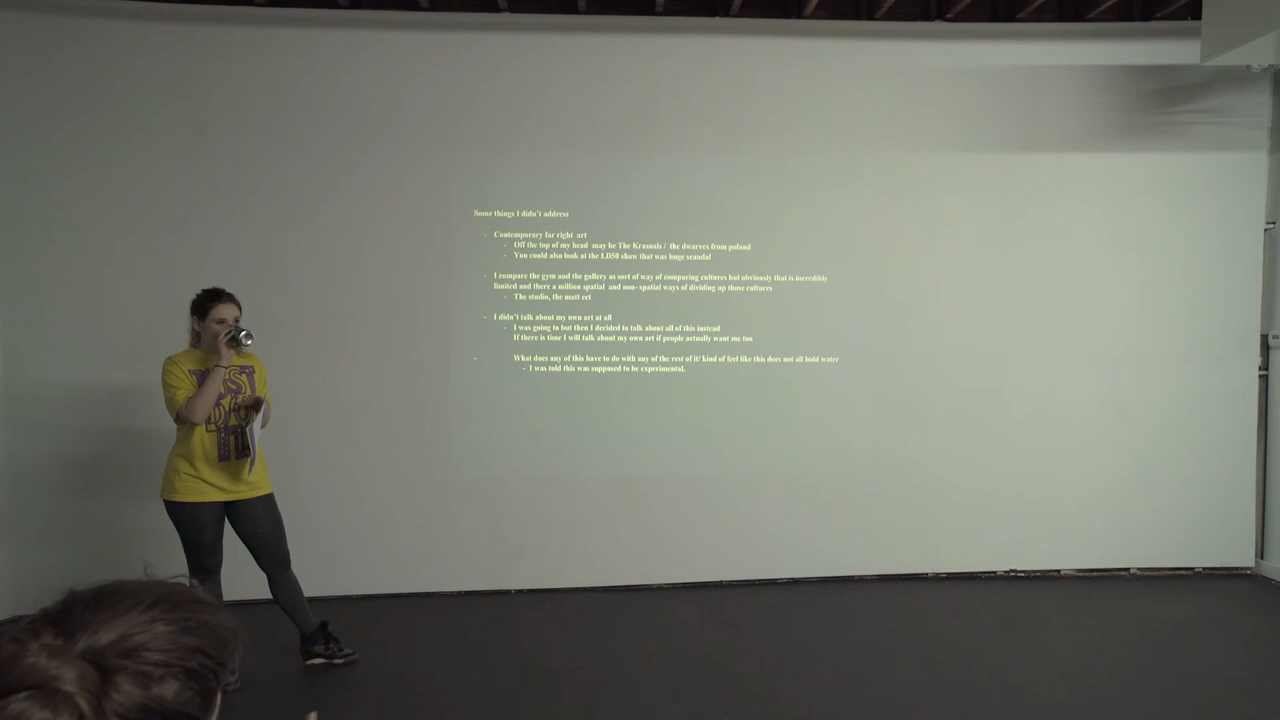 Some things I didn't address
- Contemporary far right art
- Off the top of my head may be The Krasnals / the dwarves from poland
- You could also look at the LD50 show that was huge scandal
- I compare the gym and the gallery as sort of way of comparing cultures but obviously that is incredibly
limited and there a million spatial and non- spatial ways of dividing up those cultures
- The studio, the matt ect
- I didn't talk about my own art at all
- I was going to but then I decided to talk about all of this instead
If there is time I will talk about my own art if people actually want me too
- What does any of this have to do with any of the rest of it/ kind of feel like this does not all hold water
- I was told this was supposed to be experimental.
JUST